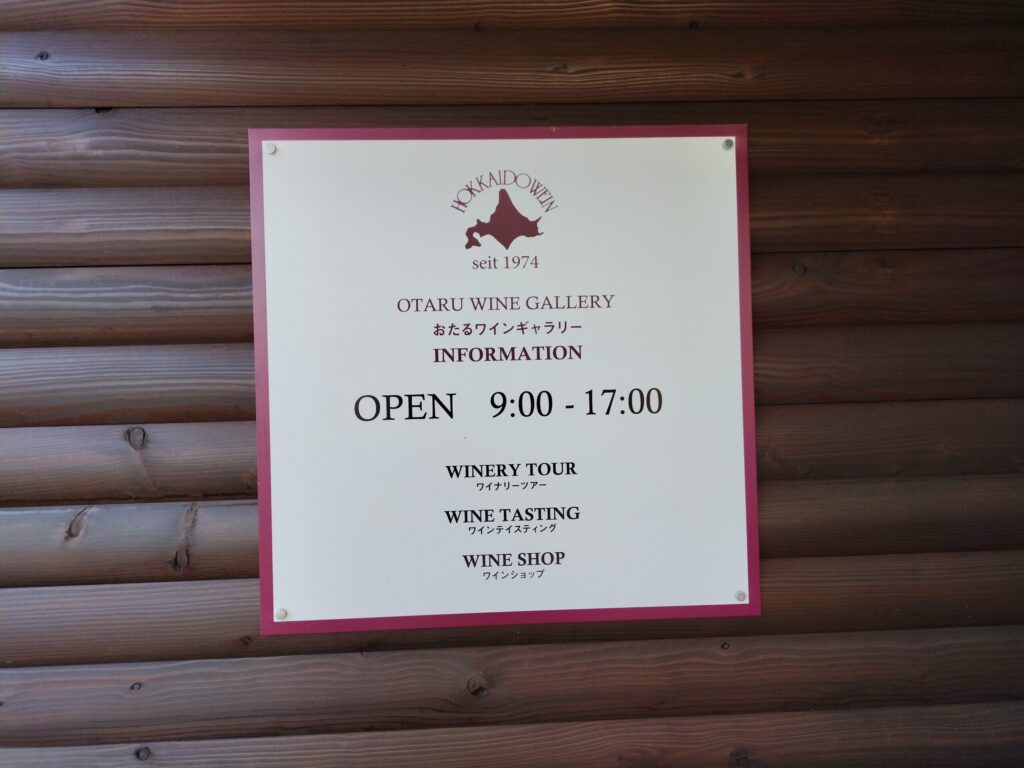 HOKKAIDO WEIN
seit 1974
OTARU WINE GALLERY
おたるワインギャラリー
INFORMATION
OPEN 9:00 - 17:00
WINERY TOUR
ワイナリーツアー
WINE TASTING
ワインテイスティング
WINE SHOP
ワインショップ